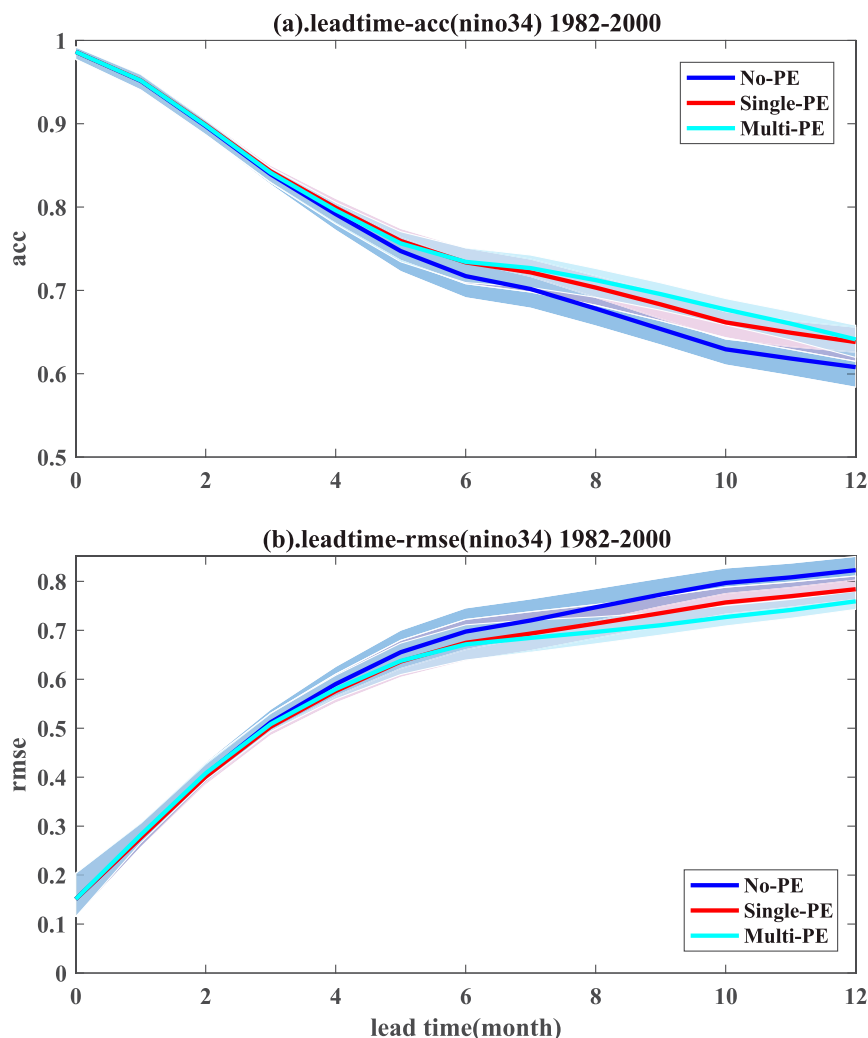 (a).leadtime-acc(nino34) 1982-2000
1
0.9
0.8
0.7
0.6
0.5
acc
No-PE
Single-PE
Multi-PE
0 2 4 6 8 10 12
(b).leadtime-rmse(nino34) 1982-2000
0.8
0.7
0.6
0.5
0.4
0.3
0.2
0.1
0
rmse
No-PE
Single-PE
Multi-PE
0 2 4 6 8 10 12
lead time(month)